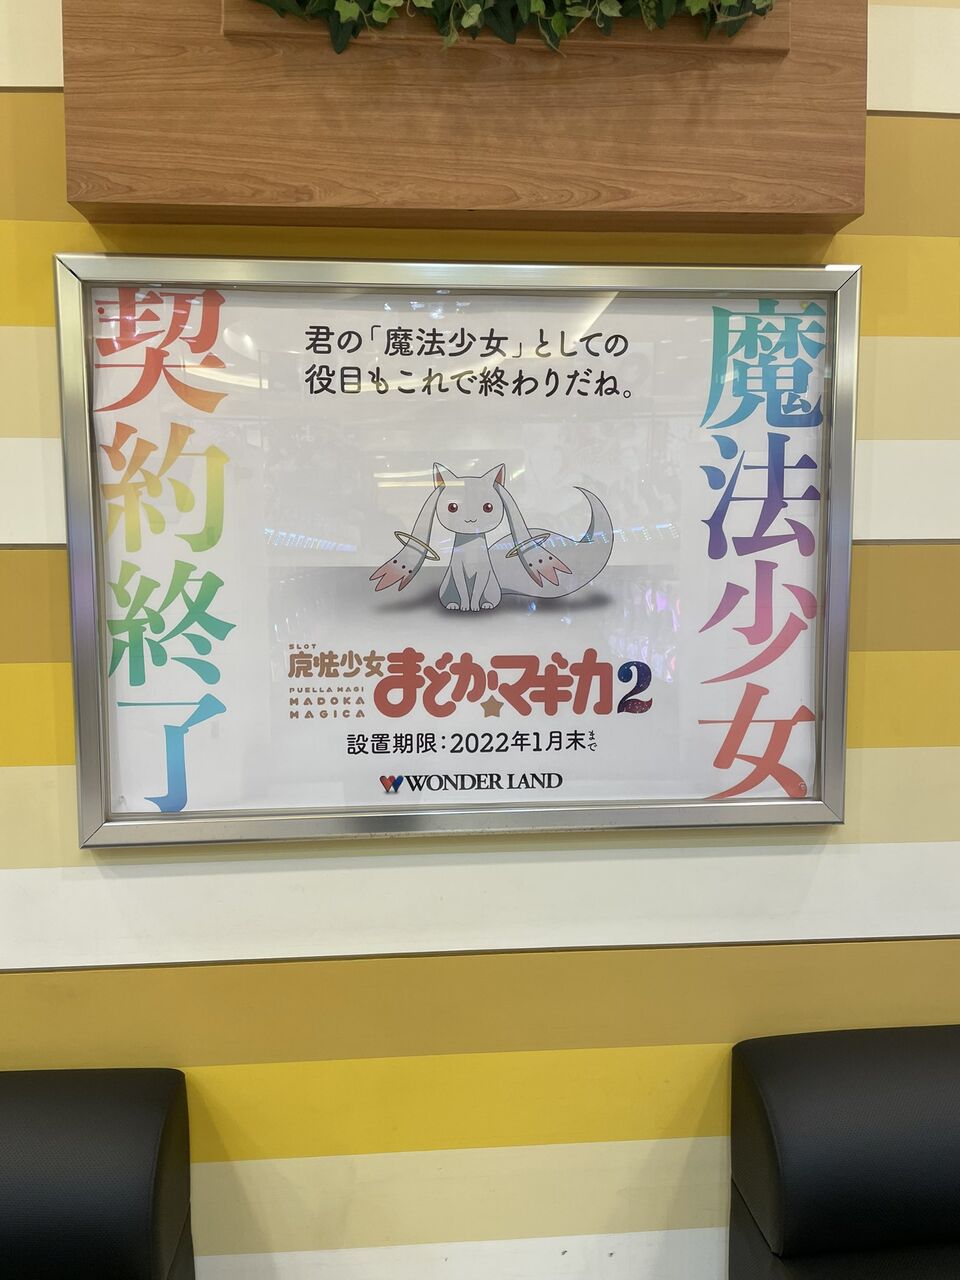 魔法少女
契約終了
君の「魔法少女」としての
役目もこれで終わりだね。
SLOT
魔法少女まどか☆マギカ2
PUELLA MAGI
MADOKA
MAGICA
設置期限：2022年1月末まで
WONDER LAND